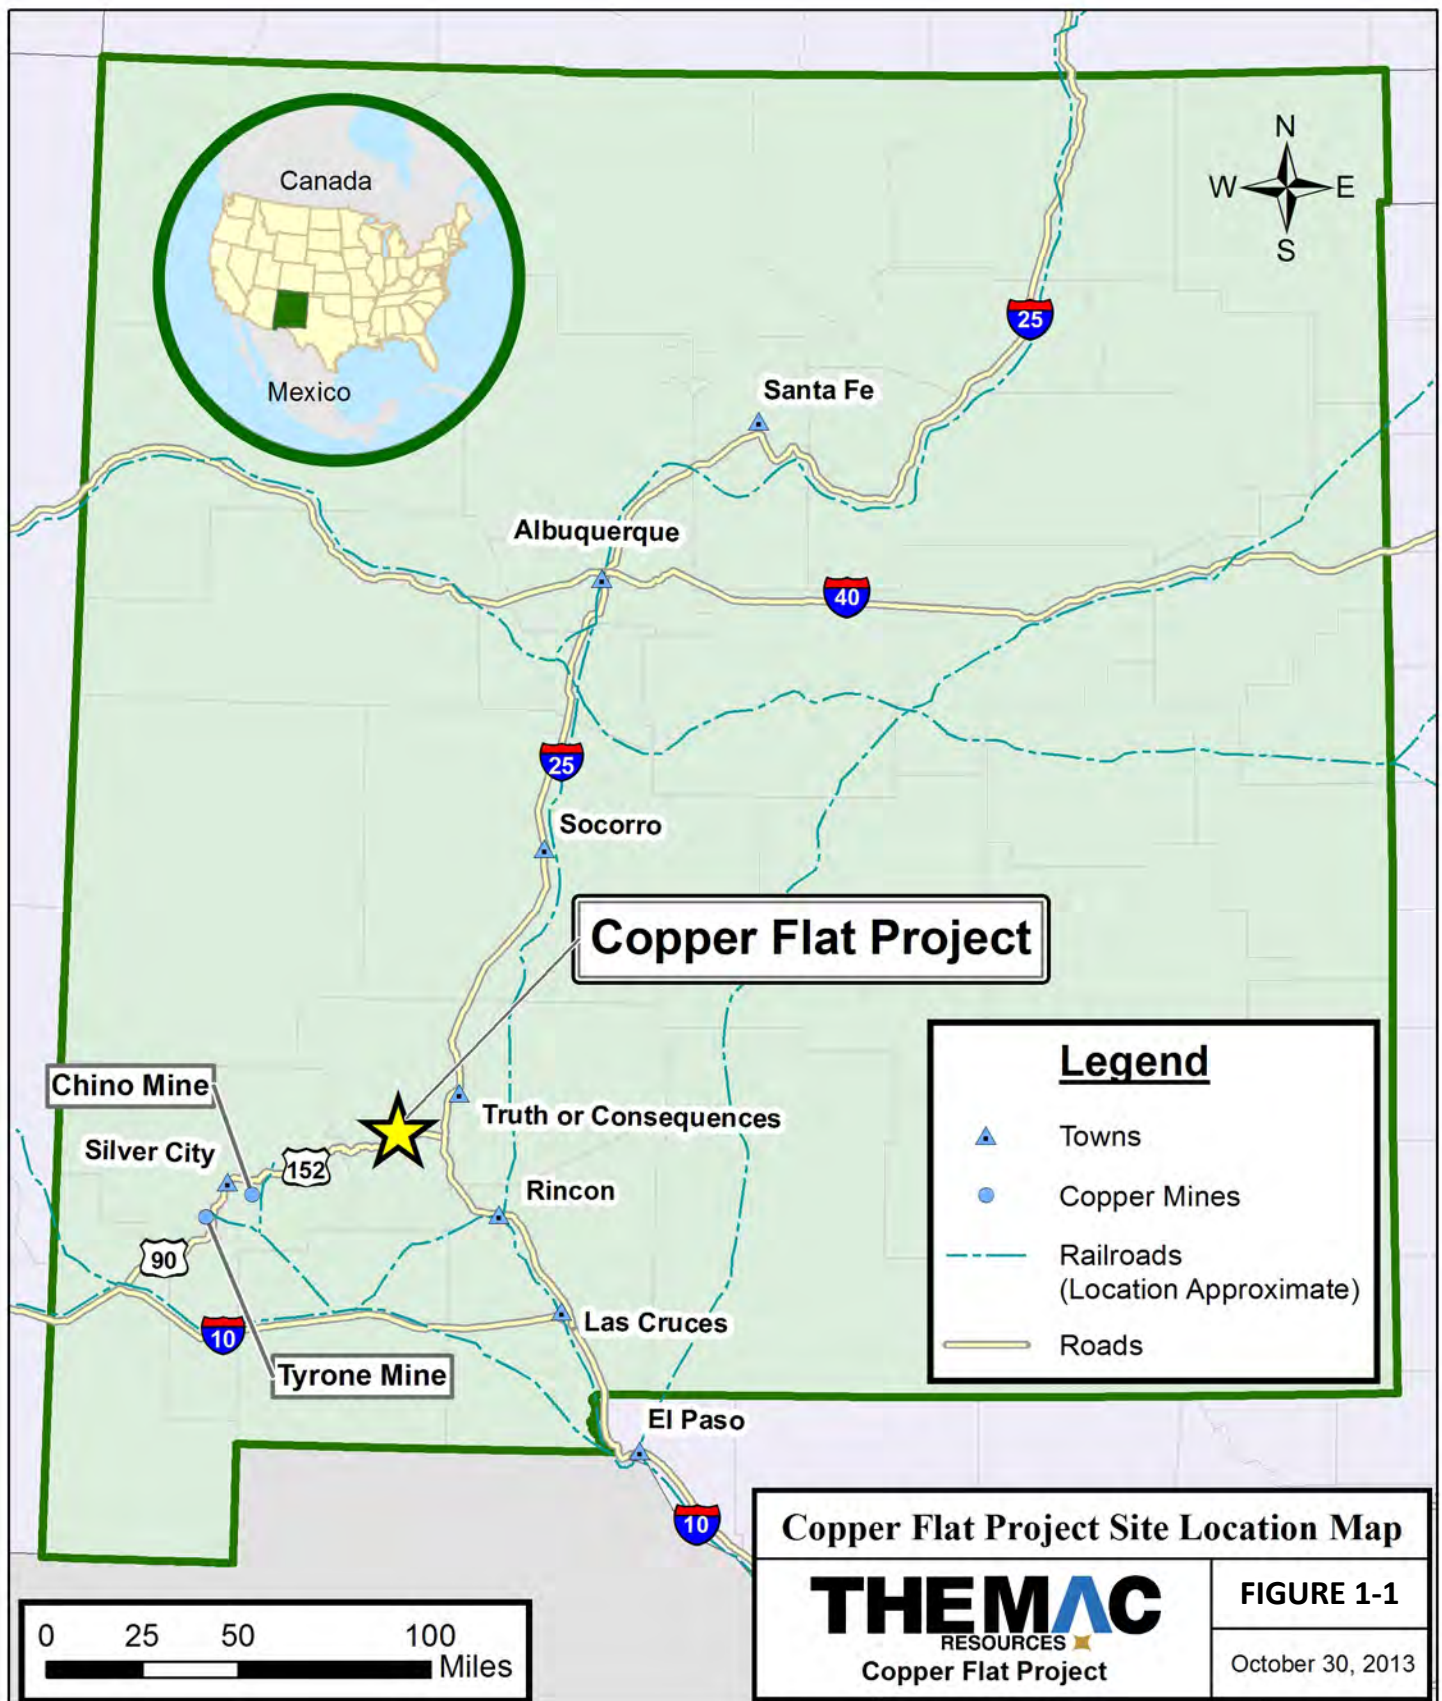 N
W
E
S
Canada
Mexico
25
Santa Fe
Albuquerque
40
25
Socorro
Copper Flat Project
Chino Mine
Truth or Consequences
Silver City
152
Rincon
90
10
Las Cruces
Tyrone Mine
El Paso
10
Legend
Towns
Copper Mines
Railroads
(Location Approximate)
Roads
Copper Flat Project Site Location Map
THEMAC
RESOURCES
Copper Flat Project
FIGURE 1-1
October 30, 2013
0 25 50 100
Miles